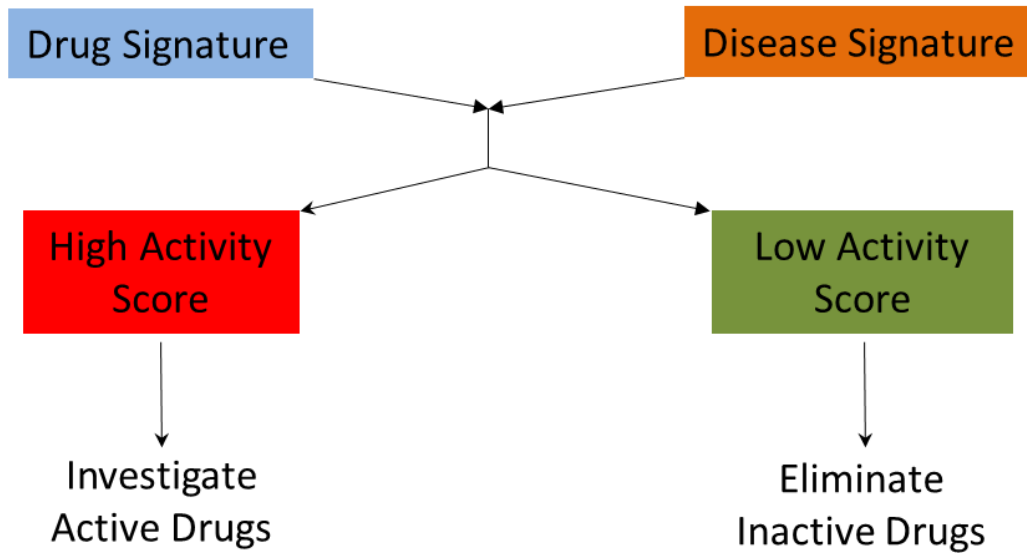 Drug Signature
Disease Signature
High Activity
Score
Low Activity
Score
Investigate
Active Drugs
Eliminate
Inactive Drugs